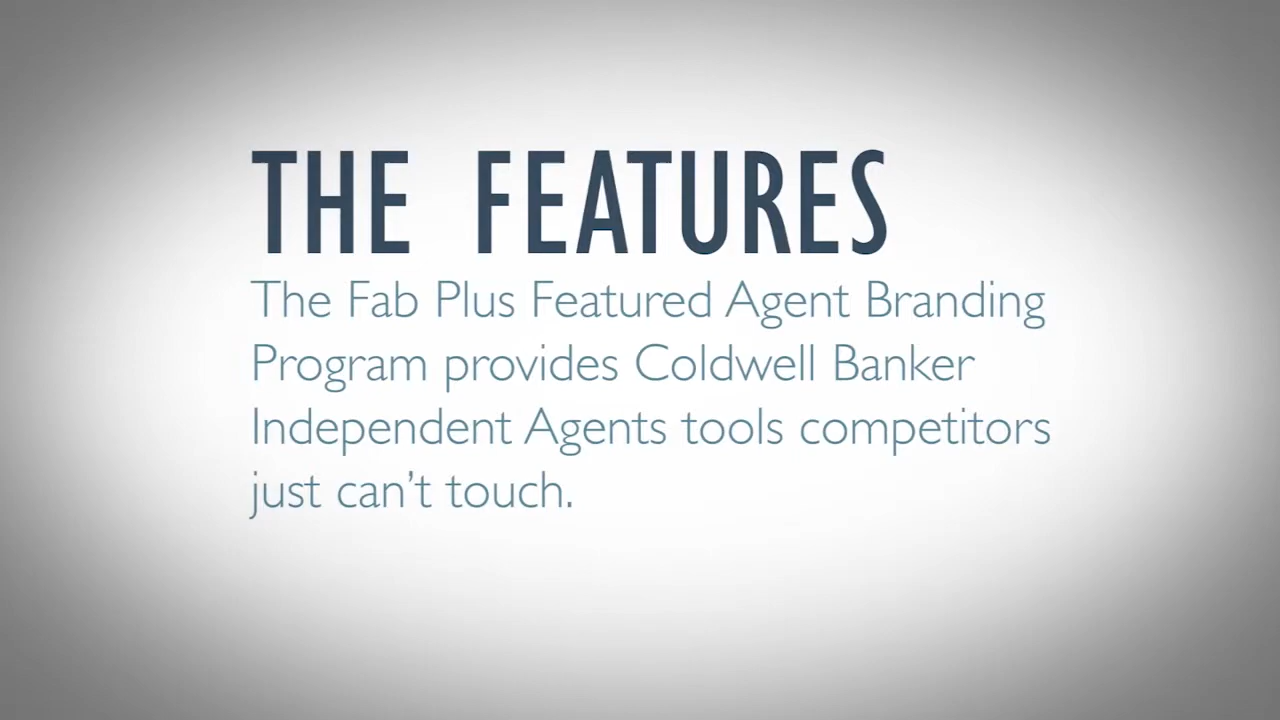 THE FEATURES
The Fab Plus Featured Agent Branding
Program provides Coldwell Banker
Independent Agents tools competitors
just can’t touch.